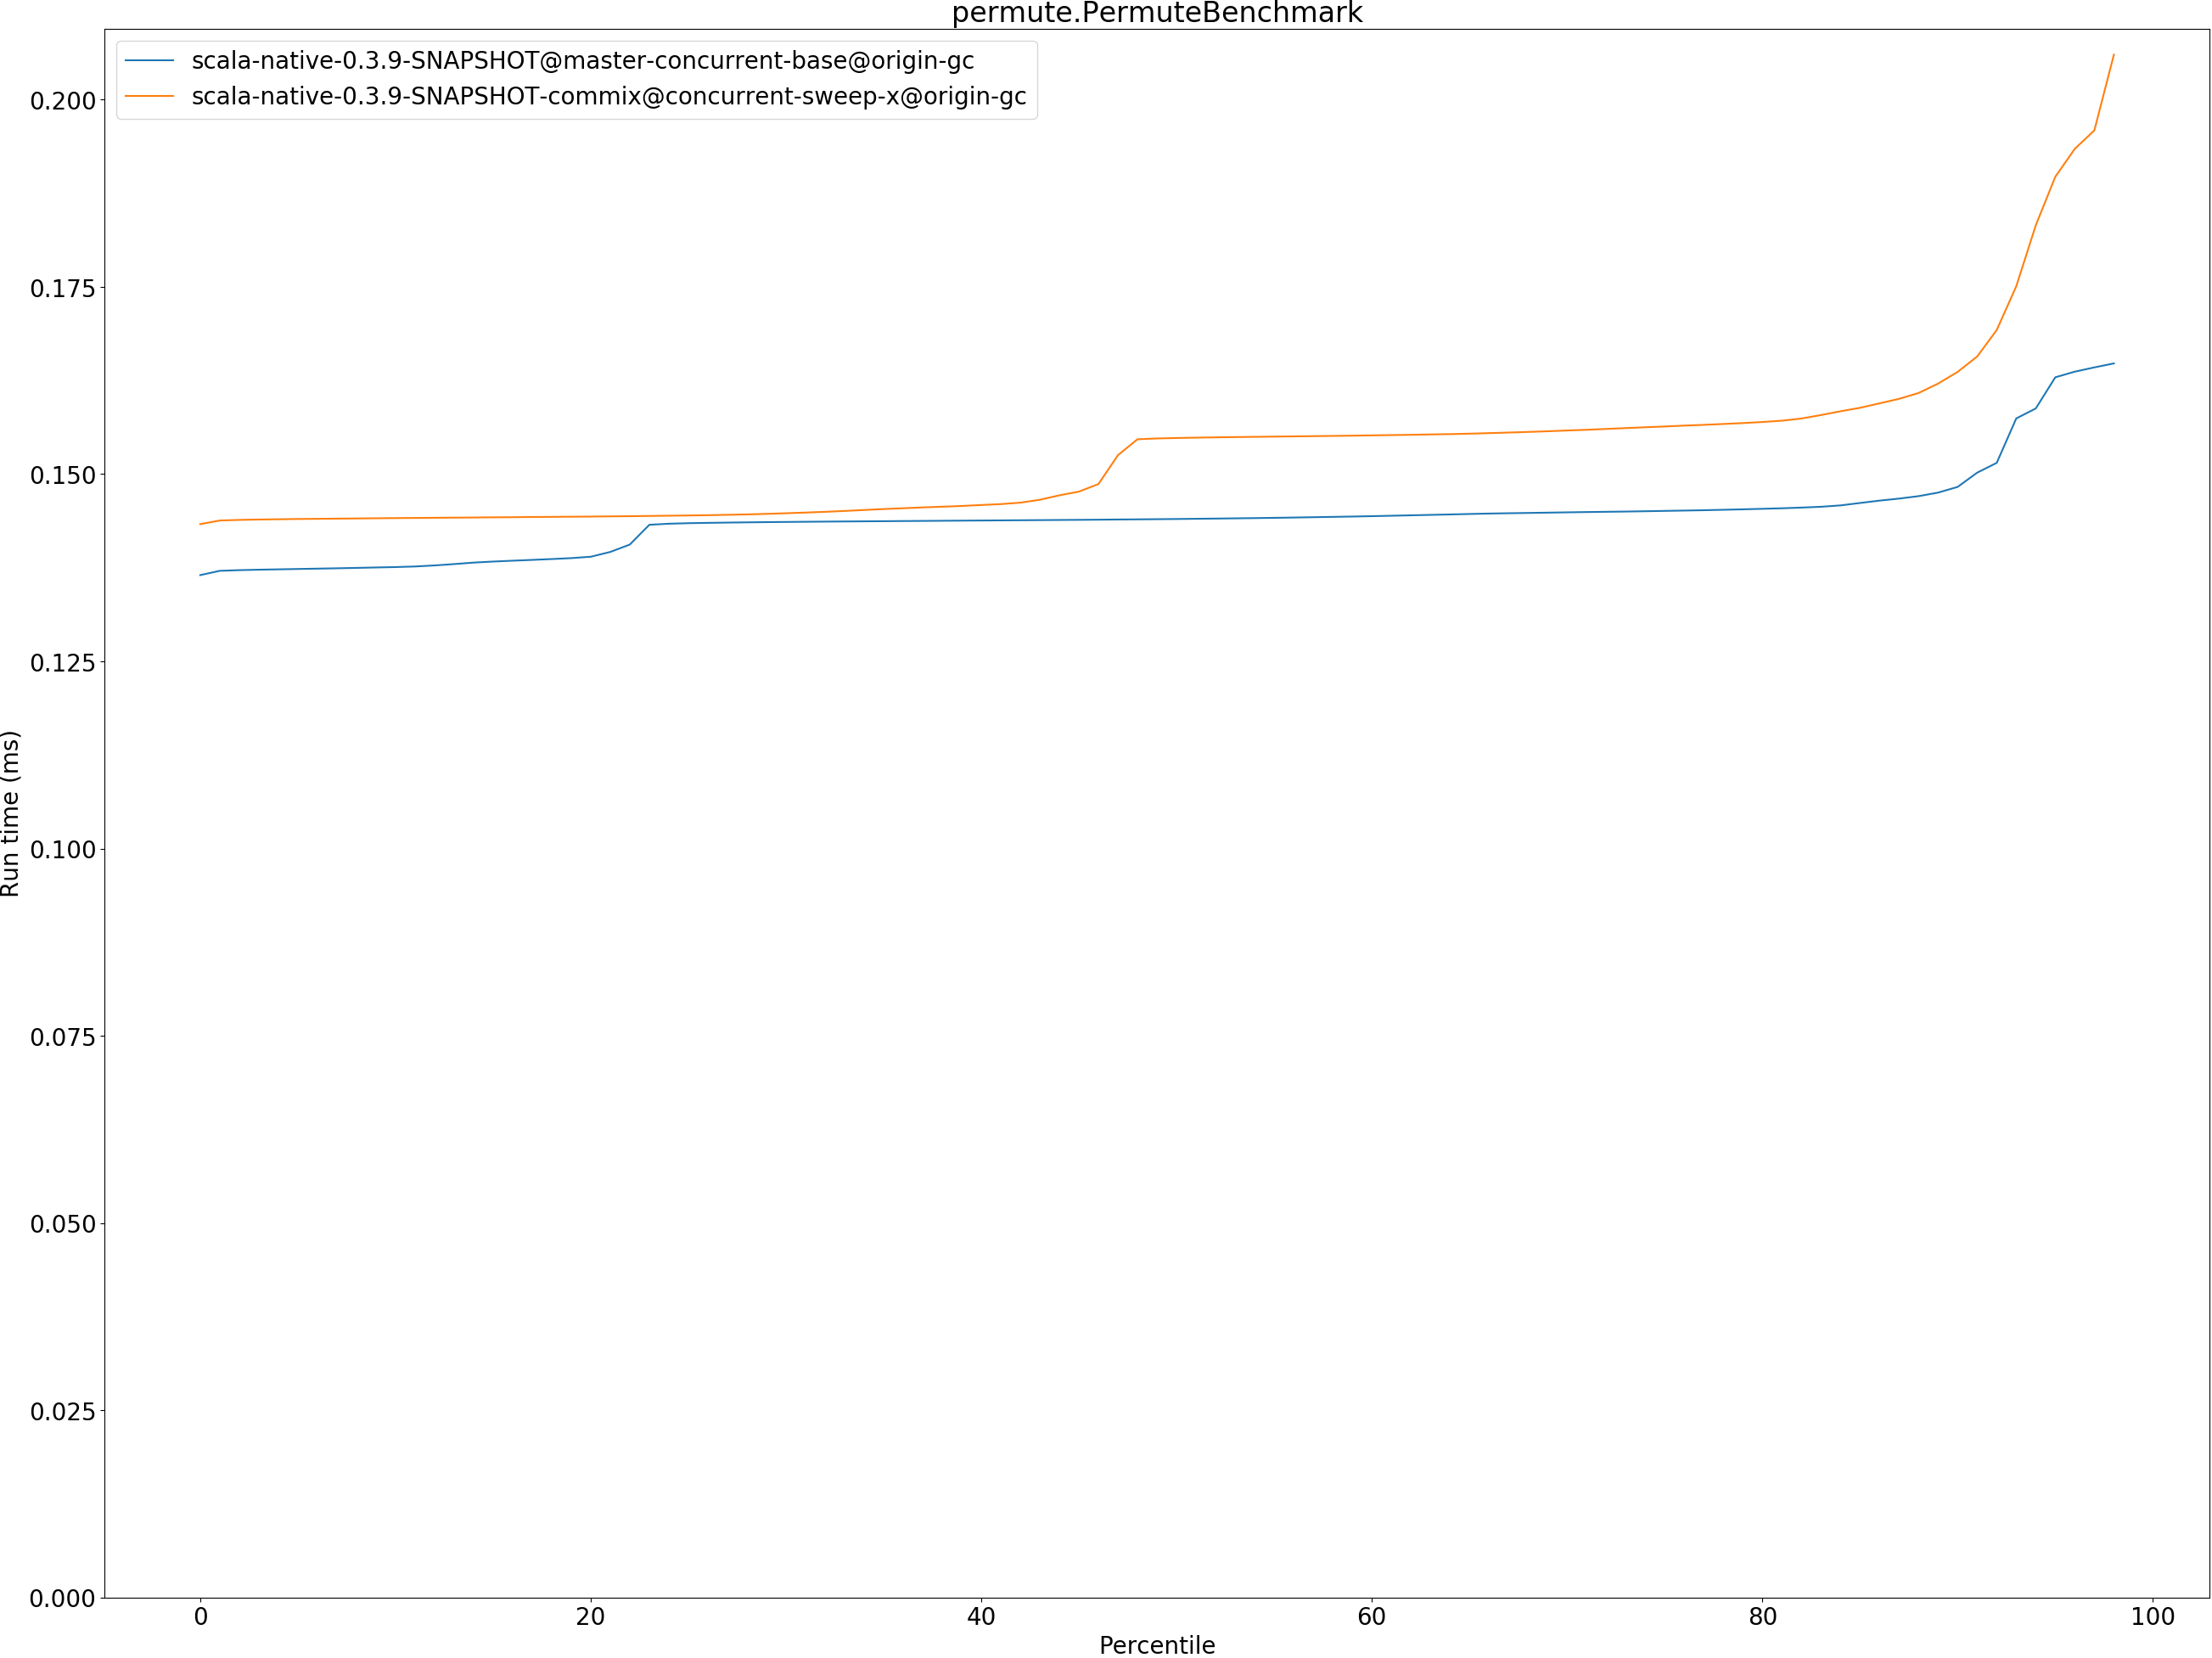 permute.PermuteBenchmark
scala-native-0.3.9-SNAPSHOT@master-concurrent-base@origin-gc
scala-native-0.3.9-SNAPSHOT-commix@concurrent-sweep-x@origin-gc
0.200
0.175
0.150
0.125
0.100
0.075
0.050
0.025
0.000
Run time (ms)
0 20 40 60 80 100
Percentile